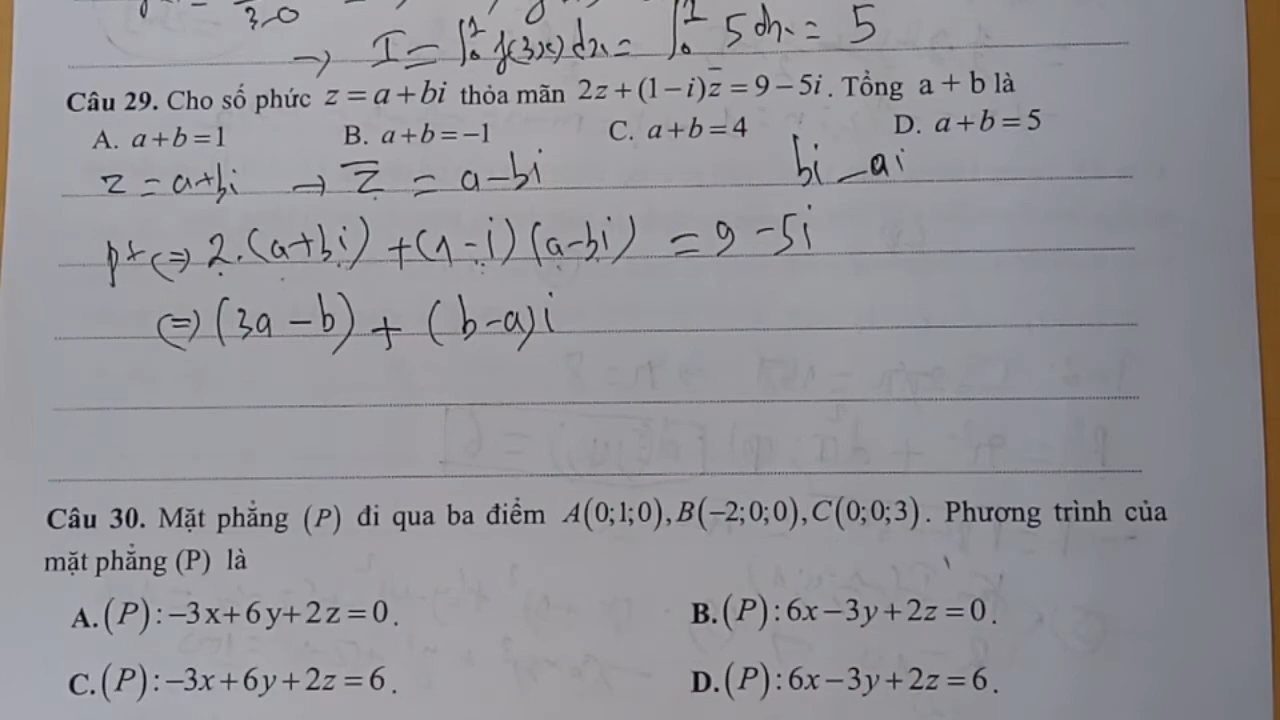 3-0
→ I = ∫₀¹ f(3x) dx = ∫₀¹ 5 dx = 5
Câu 29. Cho số phức z = a + bi thỏa mãn 2z + (1 − i)z̅ = 9 − 5i. Tổng a + b là
A. a + b = 1 B. a + b = −1 C. a + b = 4 D. a + b = 5
z = a+bi → z̅ = a − bi bi − ai
pt ⇔ 2.(a+bi) + (1−i)(a−bi) = 9 − 5i
⇔ (3a − b) + (b − a)i
Câu 30. Mặt phẳng (P) đi qua ba điểm A(0;1;0), B(−2;0;0), C(0;0;3). Phương trình của
mặt phẳng (P) là
A. (P): −3x + 6y + 2z = 0. B. (P): 6x − 3y + 2z = 0.
C. (P): −3x + 6y + 2z = 6. D. (P): 6x − 3y + 2z = 6.